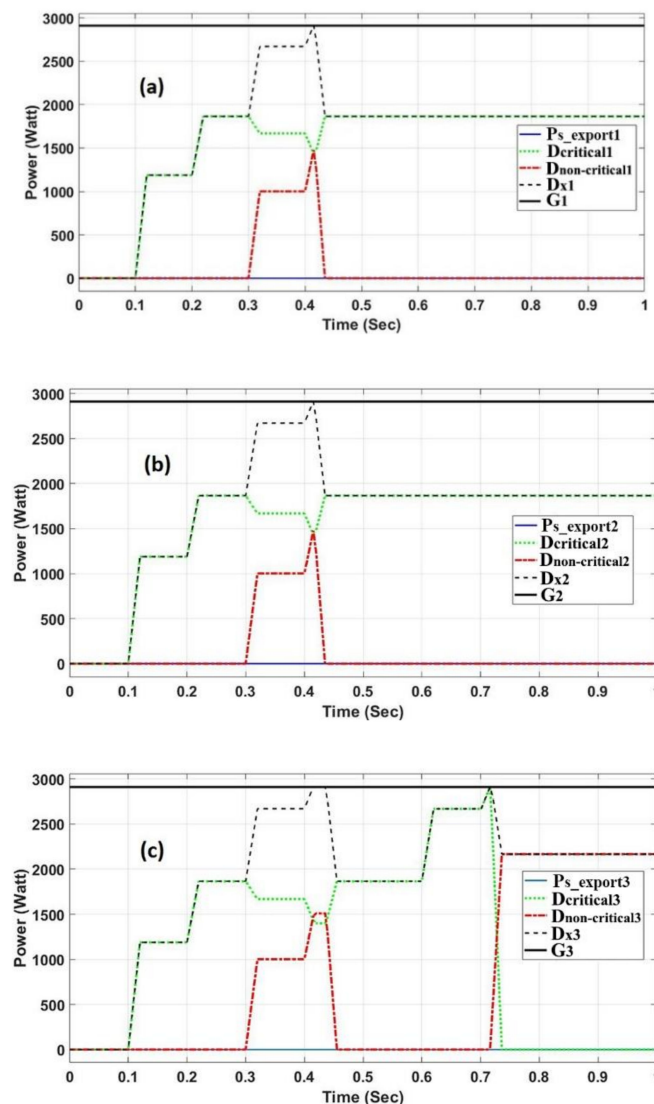 (a)
3000
2500
2000
1500
1000
500
0
Power (Watt)
Ps_export1
Dcritical1
Dnon-critical1
Dx1
G1
0 0.1 0.2 0.3 0.4 0.5 0.6 0.7 0.8 0.9 1
Time (Sec)
(b)
3000
2500
2000
1500
1000
500
0
Power (Watt)
Ps_export2
Dcritical2
Dnon-critical2
Dx2
G2
0 0.1 0.2 0.3 0.4 0.5 0.6 0.7 0.8 0.9
Time (Sec)
(c)
3000
2500
2000
1500
1000
500
0
Power (Watt)
Ps_export3
Dcritical3
Dnon-critical3
Dx3
G3
0 0.1 0.2 0.3 0.4 0.5 0.6 0.7 0.8 0.9 1
Time (Sec)